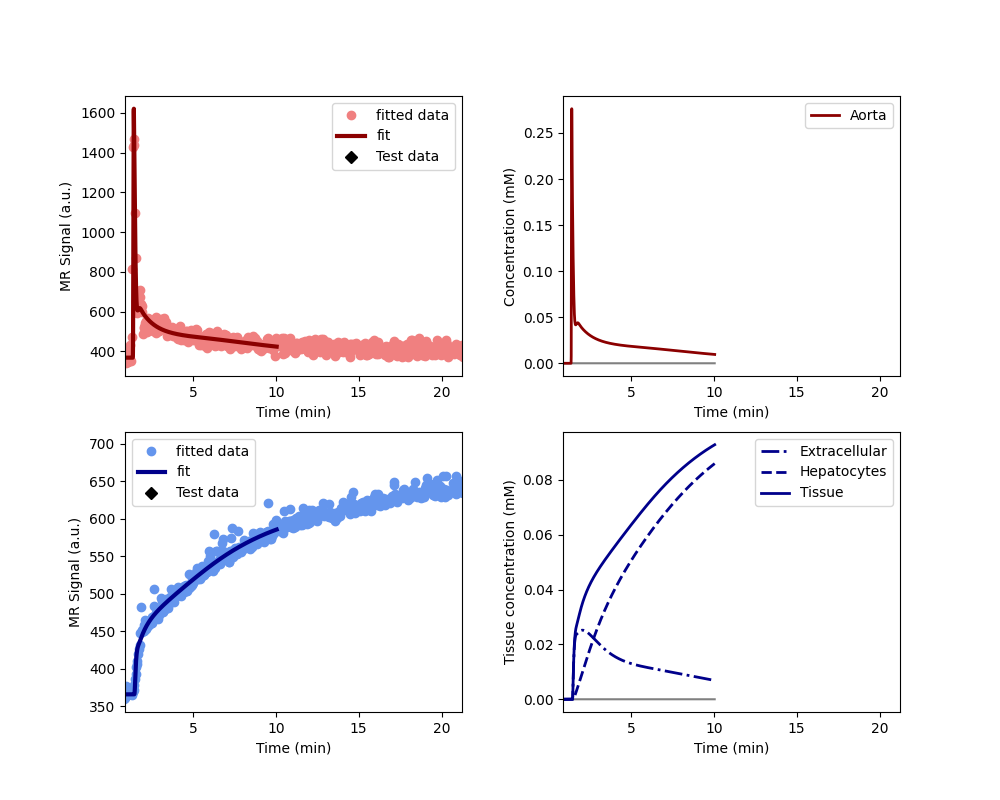 1600
1400
1200
1000
800
600
400
MR Signal (a.u.)
fitted data
fit
Test data
5 10 15 20
Time (min)
0.25
0.20
0.15
0.10
0.05
0.00
Concentration (mM)
Aorta
5 10 15 20
Time (min)
700
650
600
550
500
450
400
350
MR Signal (a.u.)
fitted data
fit
Test data
5 10 15 20
Time (min)
0.08
0.06
0.04
0.02
0.00
Tissue concentration (mM)
Extracellular
Hepatocytes
Tissue
5 10 15 20
Time (min)